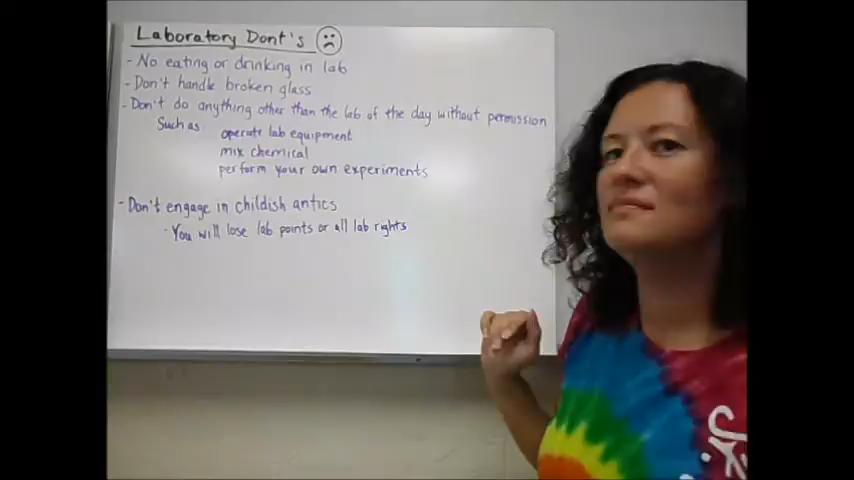 Laboratory Dont's
- No eating or drinking in lab
- Don't handle broken glass
- Don't do anything other than the lab of the day without permission
Such as operate lab equipment
mix chemical
perform your own experiments
- Don't engage in childish antics
- You will lose lab points or all lab rights